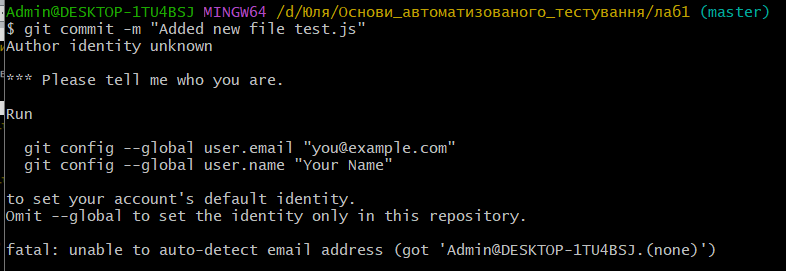 Admin@DESKTOP-1TU4BSJ MINGW64 /d/Юля/Основи_автоматизованого_тестування/лаб1 (master)
$ git commit -m "Added new file test.js"
Author identity unknown
*** Please tell me who you are.
Run
git config --global user.email "you@example.com"
git config --global user.name "Your Name"
to set your account's default identity.
Omit --global to set the identity only in this repository.
fatal: unable to auto-detect email address (got 'Admin@DESKTOP-1TU4BSJ.(none)')